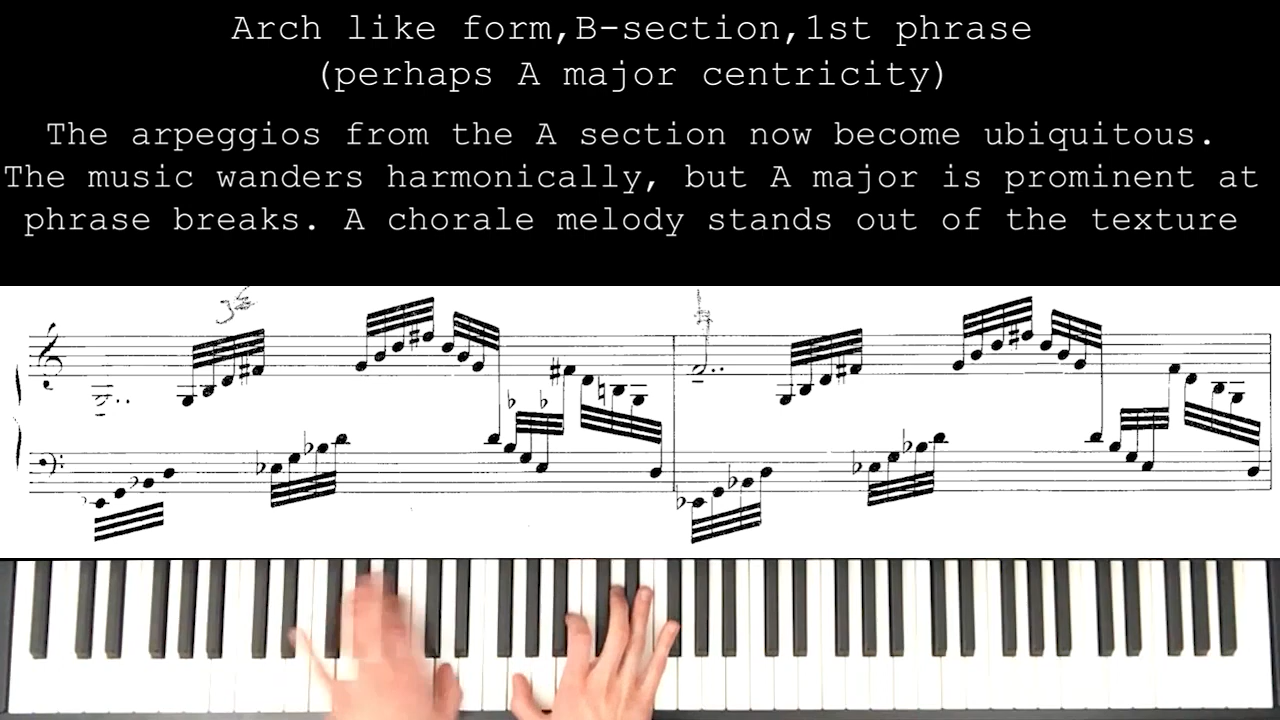 Arch like form,B-section,1st phrase
(perhaps A major centricity)
The arpeggios from the A section now become ubiquitous.
The music wanders harmonically, but A major is prominent at
phrase breaks. A chorale melody stands out of the texture